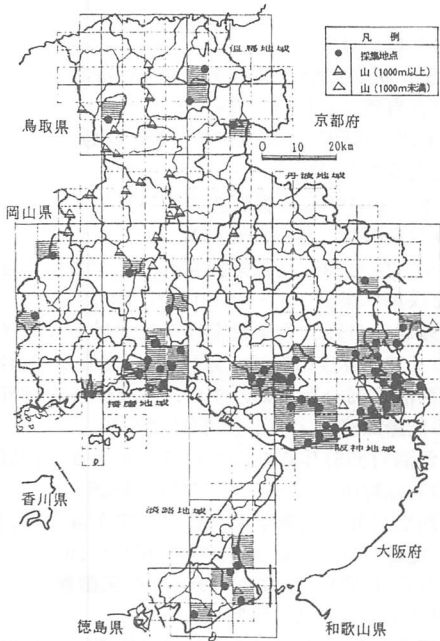 凡 例
採集地点
山（1000m以上）
山（1000m未満）
但馬地域
鳥取県
京都府
0 10 20km
丹波地域
岡山県
播磨地域
阪神地域
香川県
淡路地域
大阪府
徳島県
和歌山県